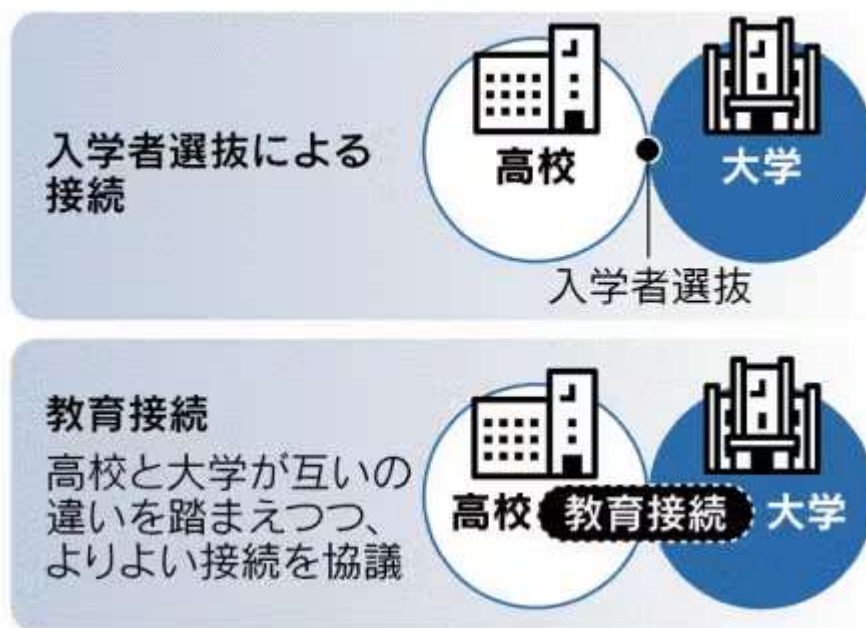 入学者選抜による
接続
高校
大学
入学者選抜
教育接続
高校と大学が互いの
違いを踏まえつつ、
よりよい接続を協議
高校
教育接続
大学